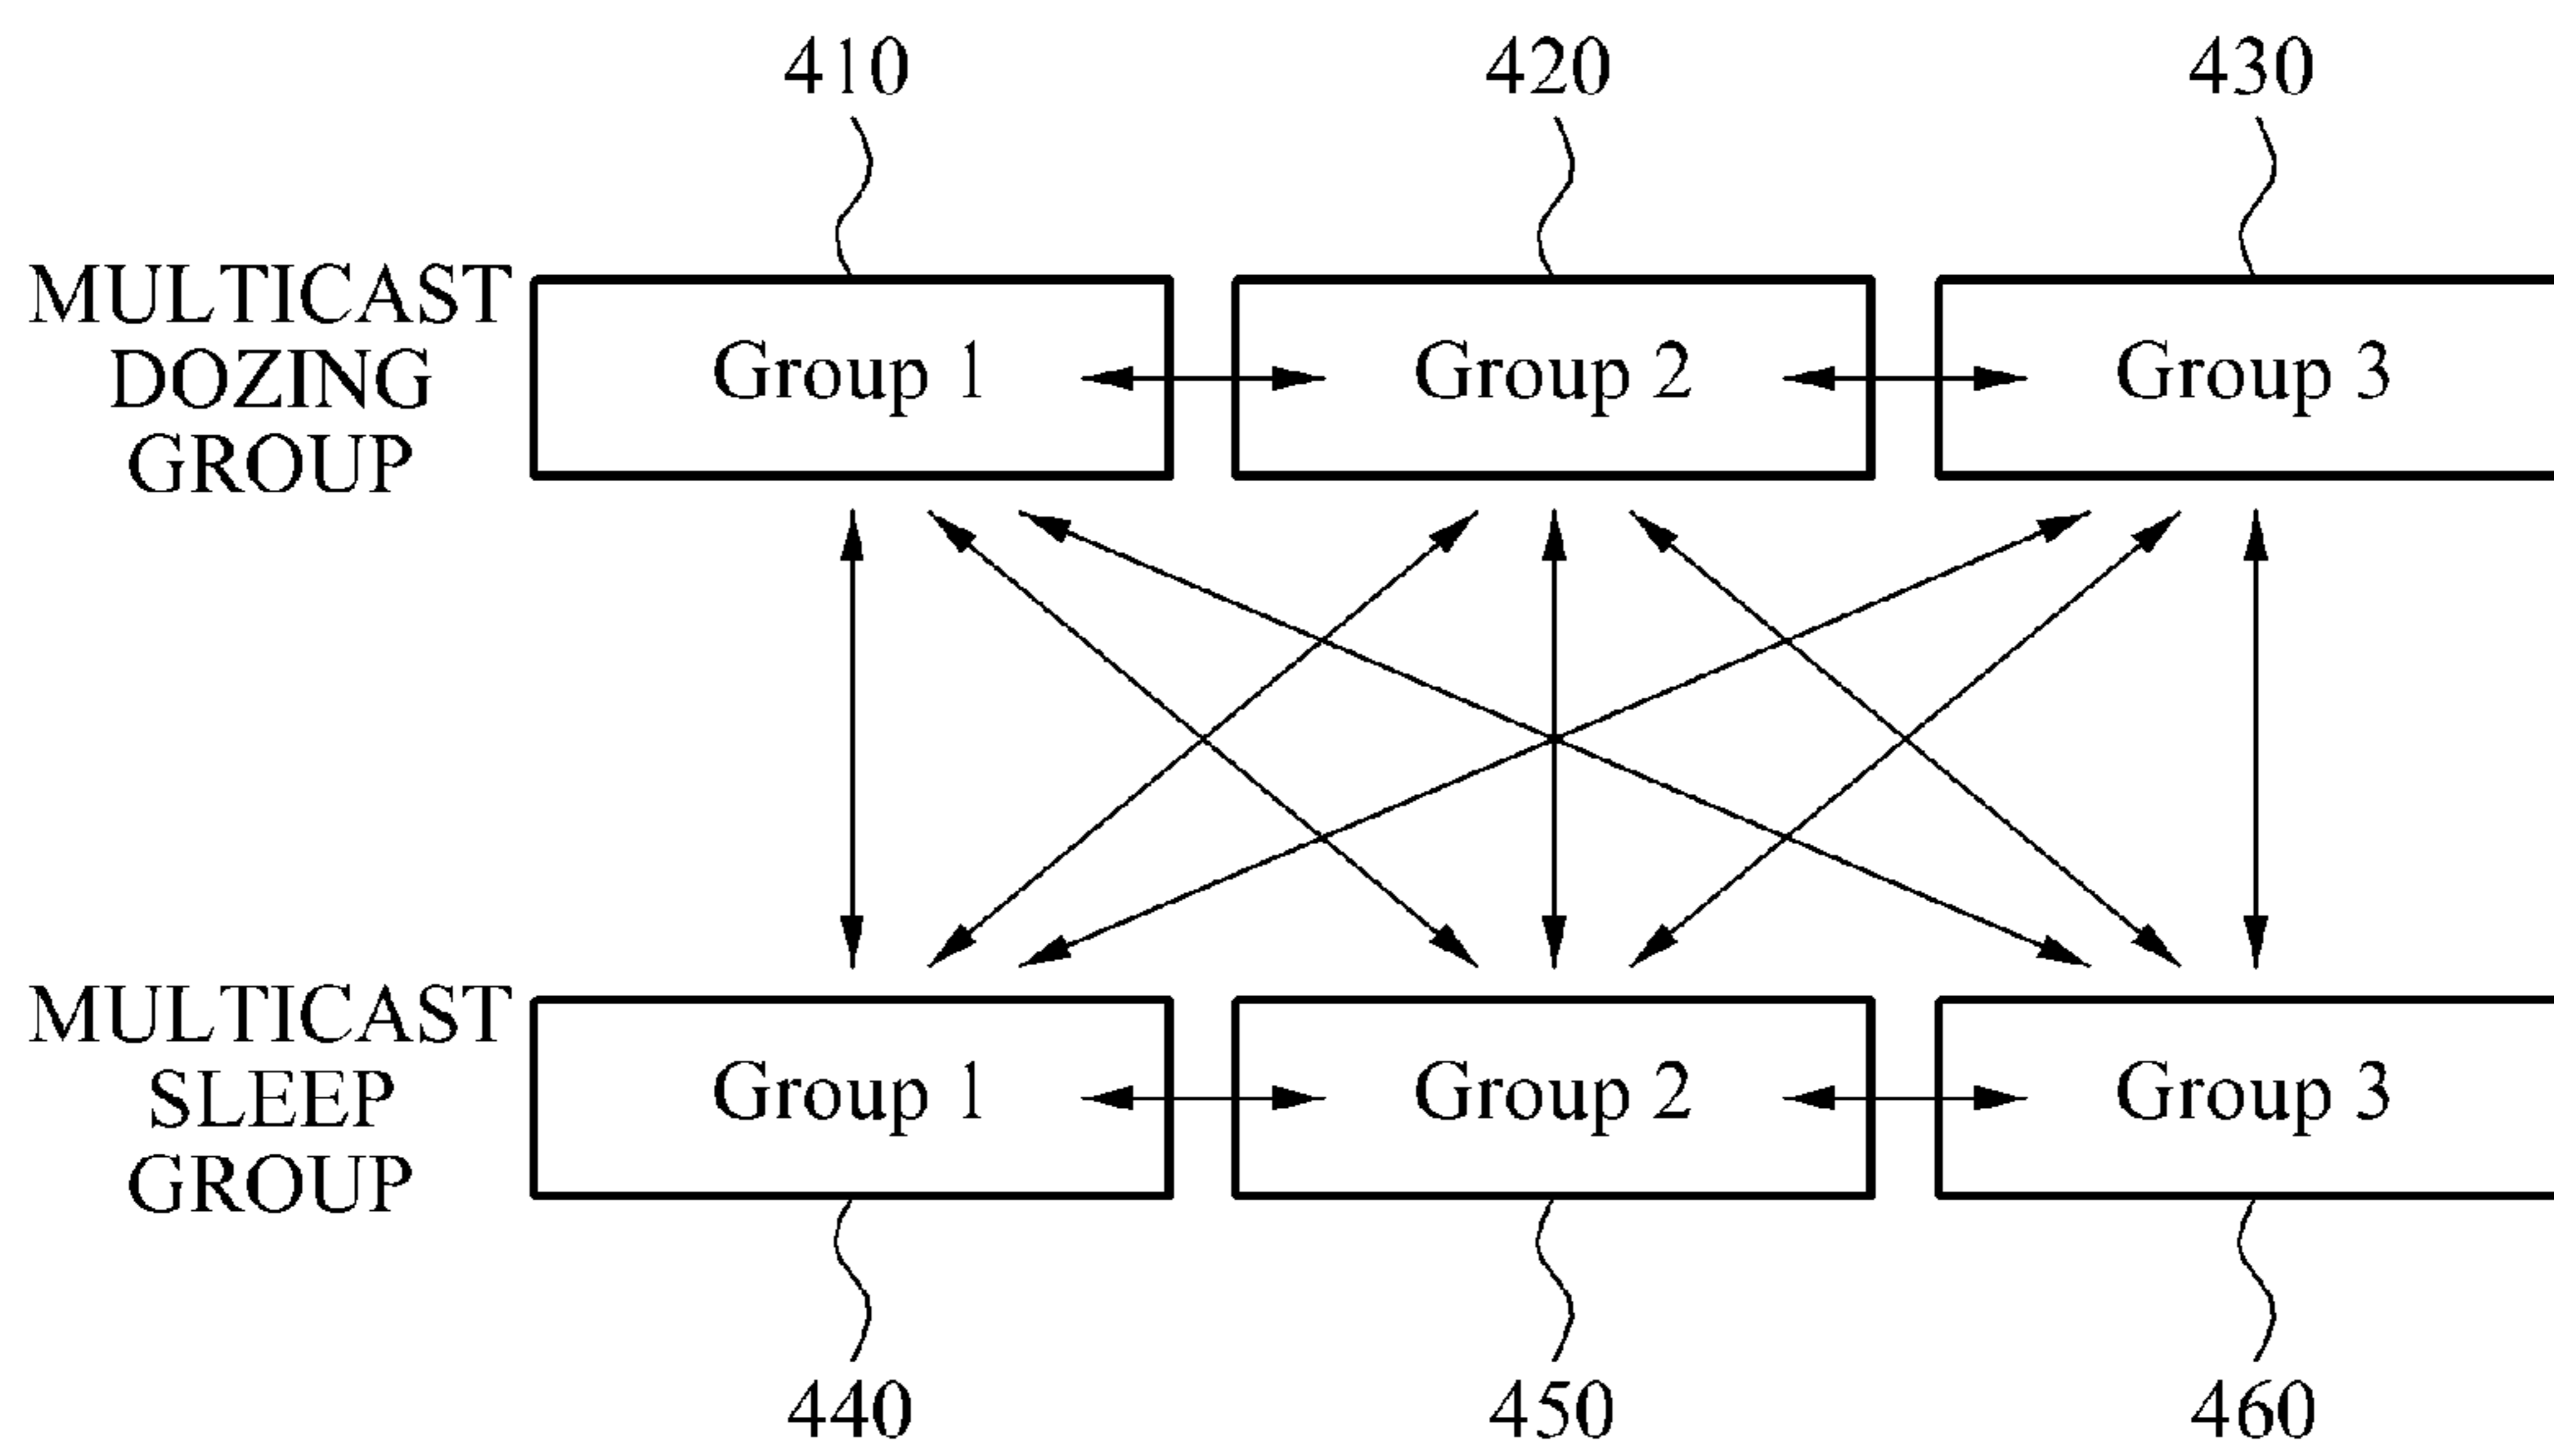 410 420 430
MULTICAST
DOZING
GROUP
Group 1 Group 2 Group 3
MULTICAST
SLEEP
GROUP
Group 1 Group 2 Group 3
440 450 460